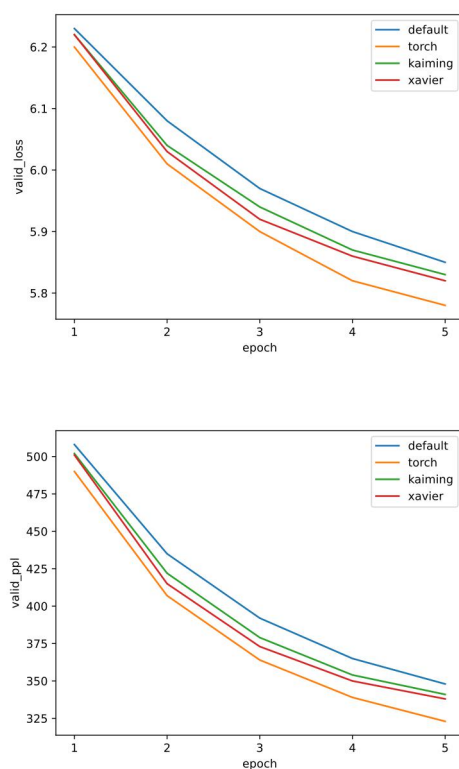 6.2
6.1
6.0
5.9
5.8
valid_loss
default
torch
kaiming
xavier
1 2 3 4 5
epoch
500
475
450
425
400
375
350
325
valid_ppl
default
torch
kaiming
xavier
1 2 3 4 5
epoch